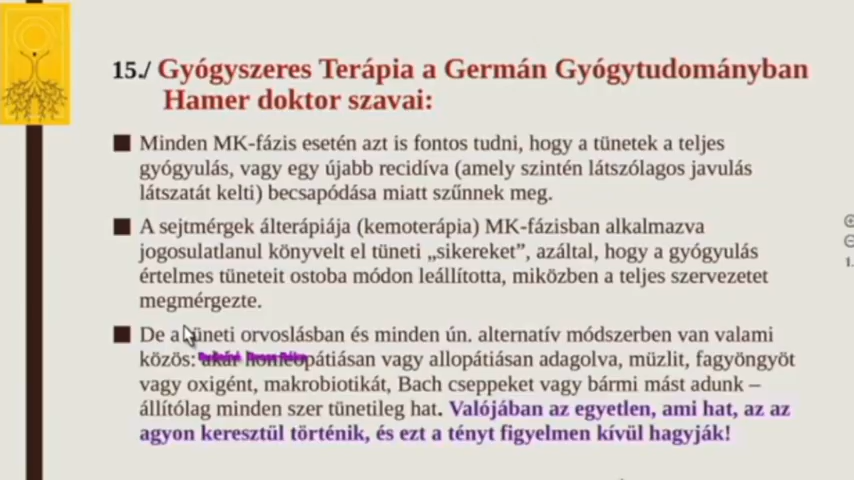 15./ Gyógyszeres Terápia a Germán Gyógytudományban
Hamer doktor szavai:
Minden MK-fázis esetén azt is fontos tudni, hogy a tünetek a teljes
gyógyulás, vagy egy újabb recidíva (amely szintén látszólagos javulás
látszatát kelti) becsapódása miatt szűnnek meg.
A sejtmérgek álterápiája (kemoterápia) MK-fázisban alkalmazva
jogosulatlanul könyvelt el tüneti „sikereket”, azáltal, hogy a gyógyulás
értelmes tüneteit ostoba módon leállította, miközben a teljes szervezetet
megmérgezte.
De a tüneti orvoslásban és minden ún. alternatív módszerben van valami
közös: akár homeopátiásan vagy allopátiásan adagolva, müzlit, fagyöngyöt
vagy oxigént, makrobiotikát, Bach cseppeket vagy bármi mást adunk –
állítólag minden szer tünetileg hat. Valójában az egyetlen, ami hat, az az
agyon keresztül történik, és ezt a tényt figyelmen kívül hagyják!
1.